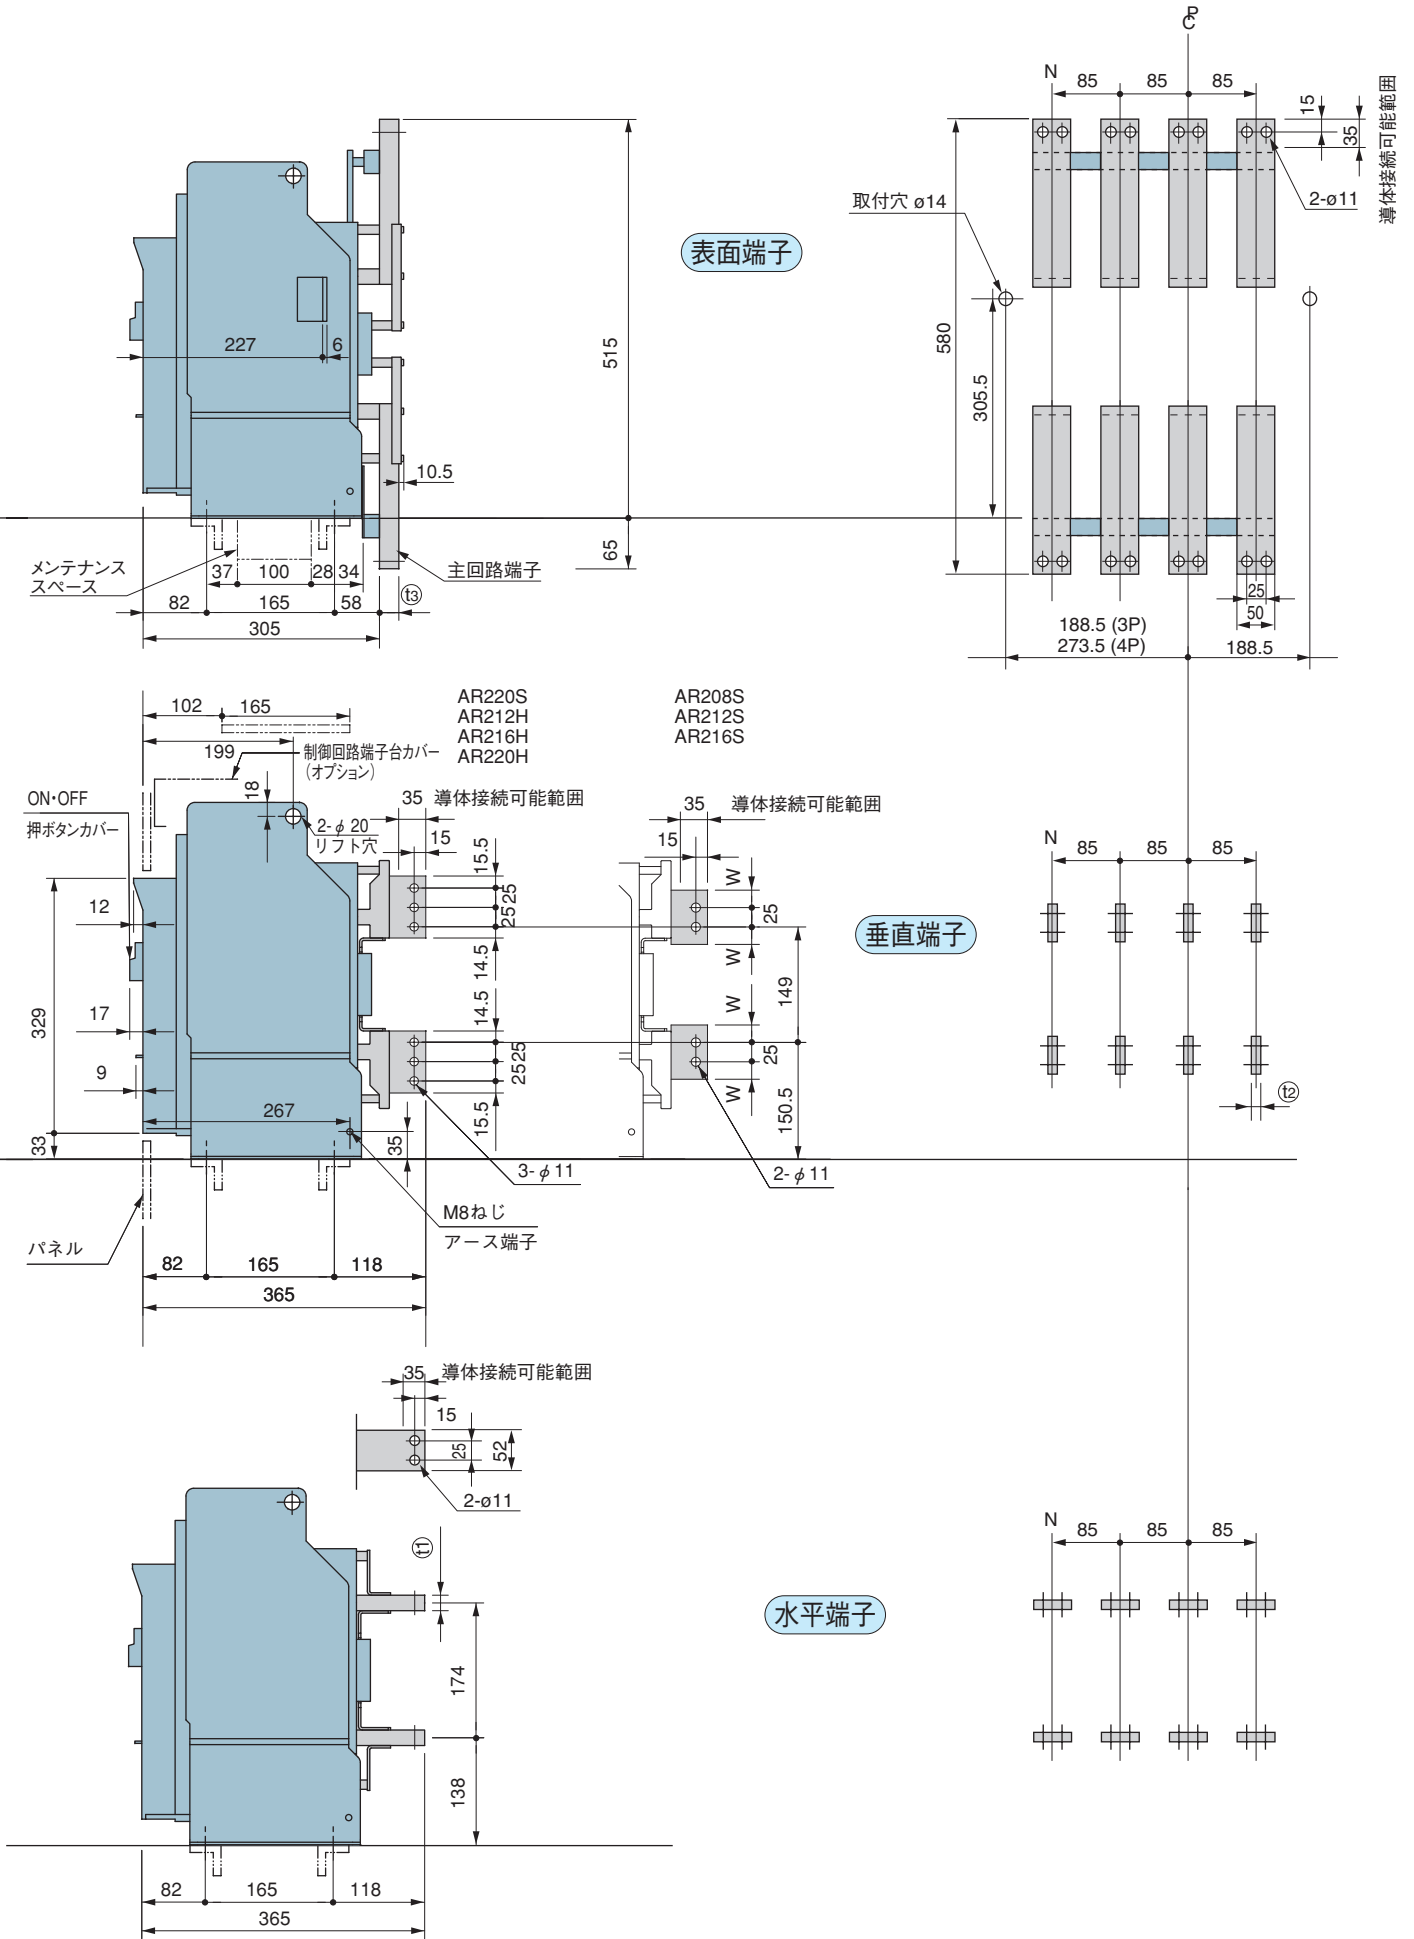 CP
N
85
85
85
15
35
導体接続可能範囲
2-ø11
取付穴 ø14
表面端子
580
305.5
515
227
6
10.5
65
メンテナンス
スペース
37
100
28
34
主回路端子
82
165
58
t3
305
25
50
188.5 (3P)
273.5 (4P)
188.5
102
165
199
制御回路端子台カバー
(オプション)
AR220S
AR212H
AR216H
AR220H
AR208S
AR212S
AR216S
ON・OFF
押ボタンカバー
18
2-φ20
リフト穴
35
導体接続可能範囲
15
15.5
25
25
14.5
14.5
25
25
15.5
35
導体接続可能範囲
15
W
25
W
W
25
W
149
150.5
垂直端子
N
85
85
85
t2
12
329
17
9
33
267
35
3-φ11
2-φ11
M8ねじ
アース端子
パネル
82
165
118
365
35
導体接続可能範囲
15
25
52
2-ø11
t1
174
138
水平端子
N
85
85
85
82
165
118
365